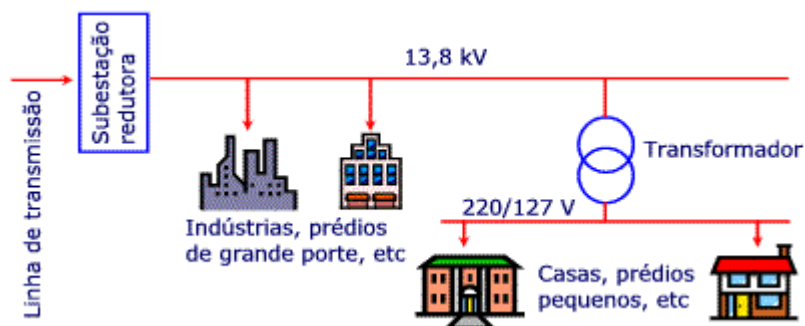 Linha de transmissão
Subestação
redutora
13,8 kV
Transformador
Indústrias, prédios
de grande porte, etc
220/127 V
Casas, prédios
pequenos, etc